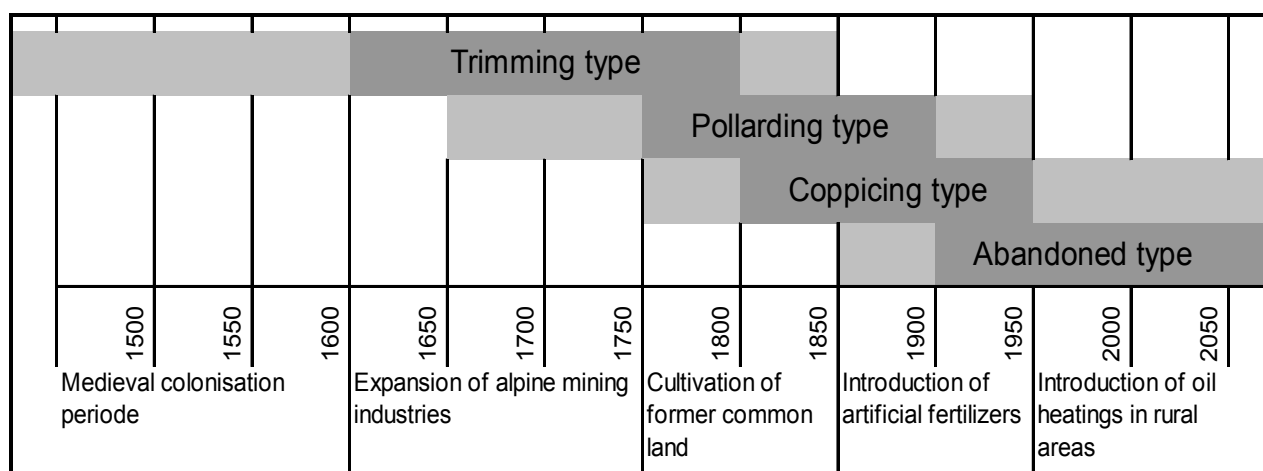 Trimming type
Pollarding type
Coppicing type
Abandoned type
1500
1550
1600
1650
1700
1750
1800
1850
1900
1950
2000
2050
Medieval colonisation
periode
Expansion of alpine mining
industries
Cultivation of
former common
land
Introduction of
artificial fertilizers
Introduction of oil
heatings in rural
areas